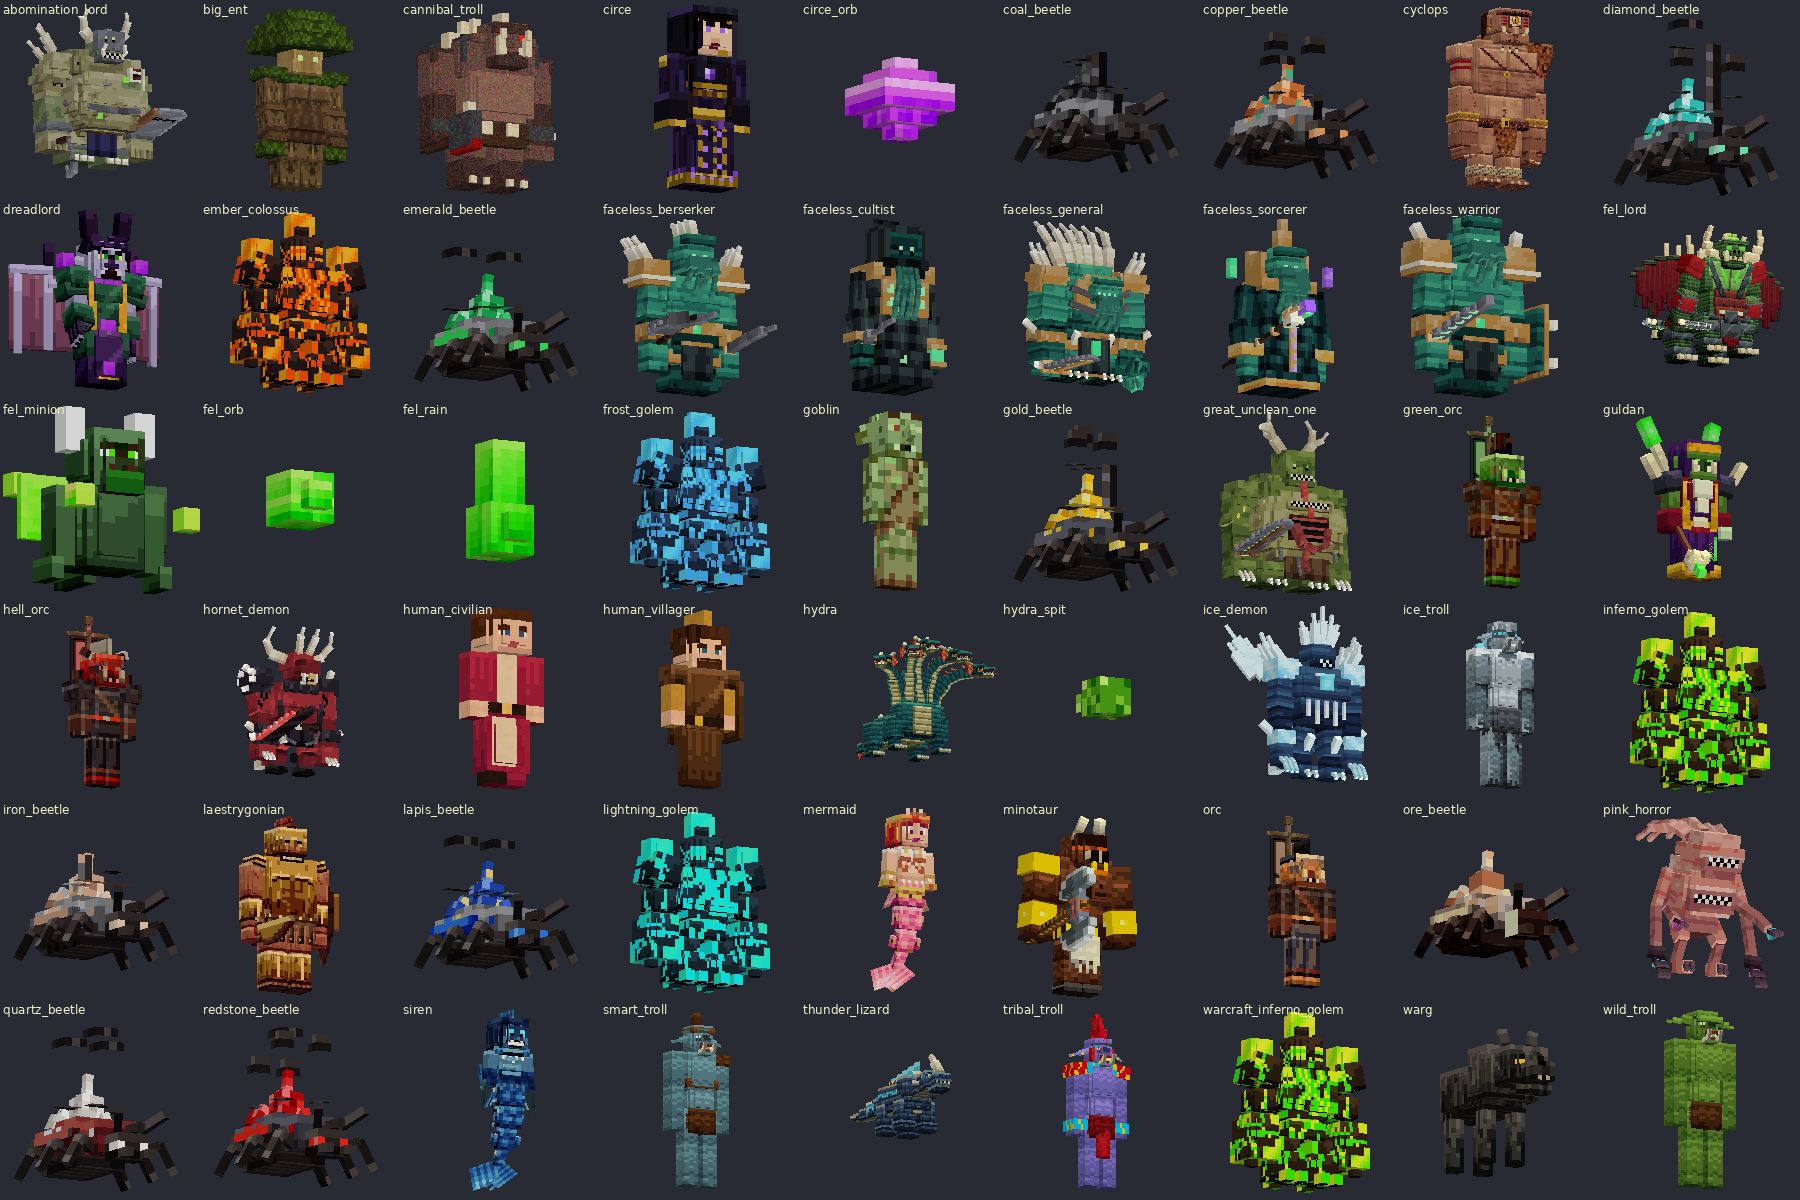 abomination_lord big_ent cannibal_troll circe circe_orb coal_beetle copper_beetle cyclops diamond_beetle
dreadlord ember_colossus emerald_beetle faceless_berserker faceless_cultist faceless_general faceless_sorcerer faceless_warrior fel_lord
fel_minion fel_orb fel_rain frost_golem goblin gold_beetle great_unclean_one green_orc guldan
hell_orc hornet_demon human_civilian human_villager hydra hydra_spit ice_demon ice_troll inferno_golem
iron_beetle laestrygonian lapis_beetle lightning_golem mermaid minotaur orc ore_beetle pink_horror
quartz_beetle redstone_beetle siren smart_troll thunder_lizard tribal_troll warcraft_inferno_golem warg wild_troll